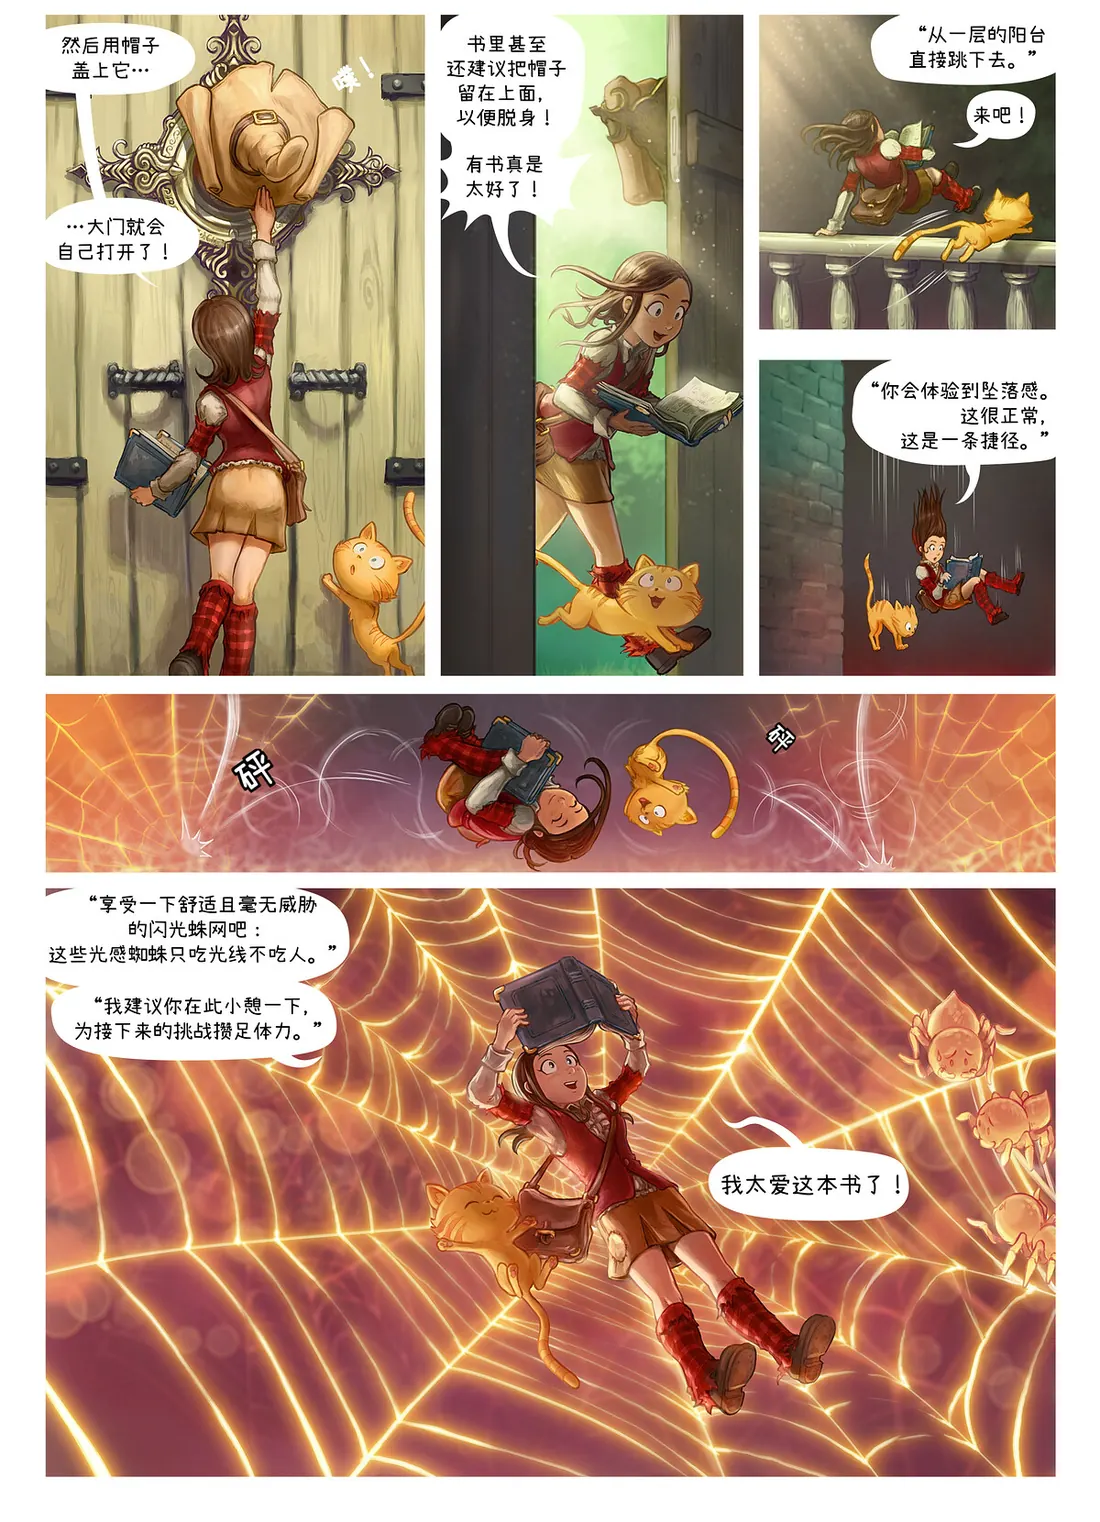 然后用帽子
盖上它…
噗！
…大门就会
自己打开了！
书里甚至
还建议把帽子
留在上面，
以便脱身！
有书真是
太好了！
“从一层的阳台
直接跳下去。”
来吧！
“你会体验到坠落感。
这很正常，
这是一条捷径。”
砰
砰
“享受一下舒适且毫无威胁
的闪光蛛网吧：
这些光感蜘蛛只吃光线不吃人。”
“我建议你在此小憩一下，
为接下来的挑战攒足体力。”
我太爱这本书了！